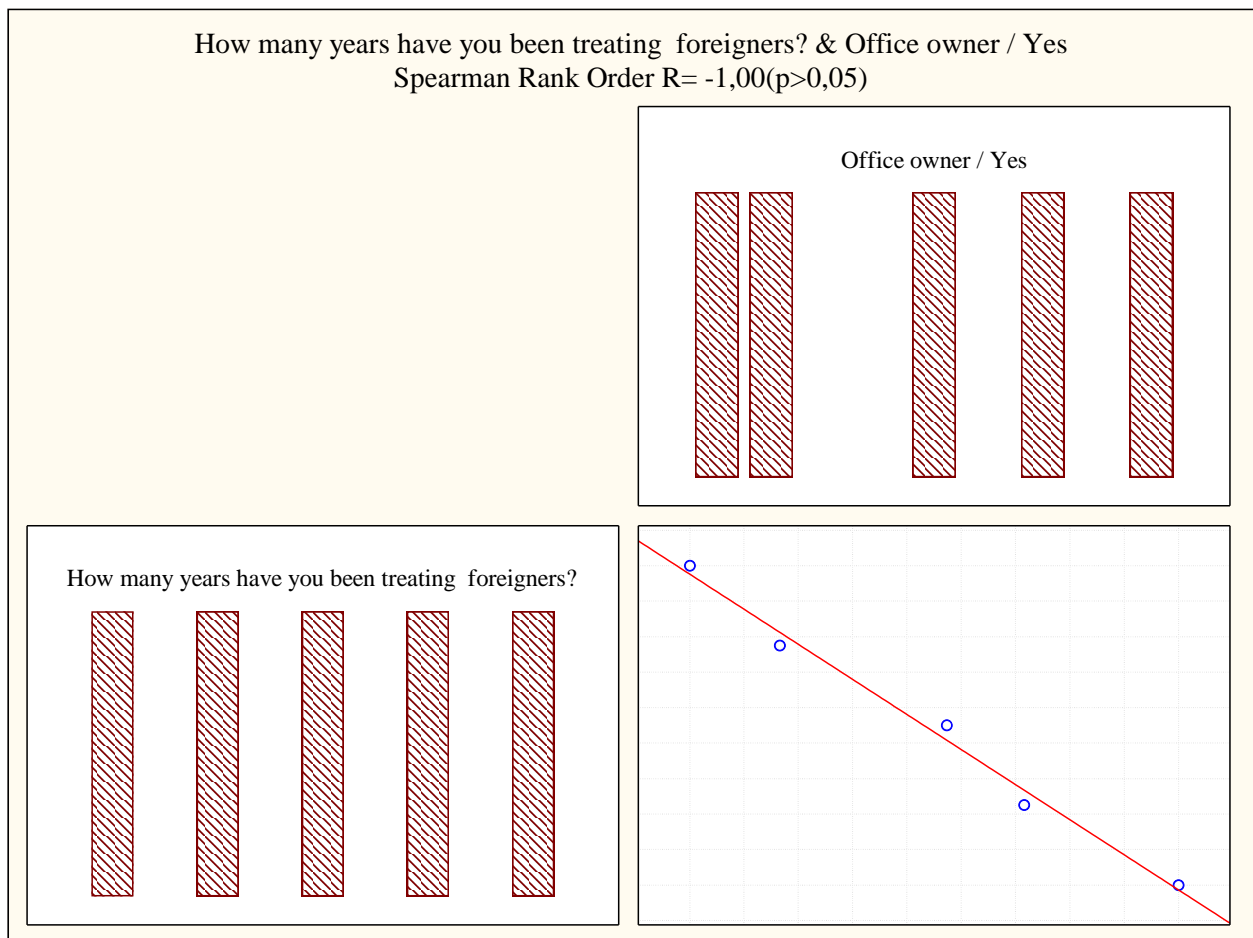 How many years have you been treating  foreigners? & Office owner / Yes
Spearman Rank Order R= -1,00(p>0,05)
Office owner / Yes
How many years have you been treating  foreigners?